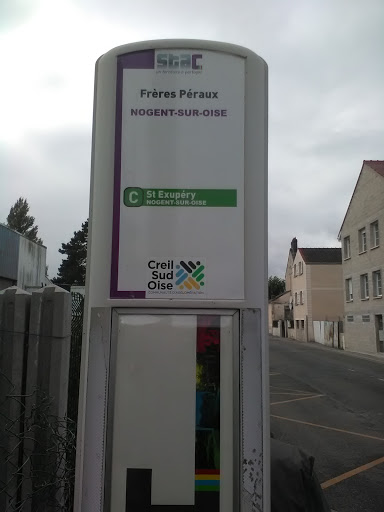 stac
Frères Péraux
NOGENT-SUR-OISE
C St Exupéry
NOGENT-SUR-OISE
Creil
Sud
Oise